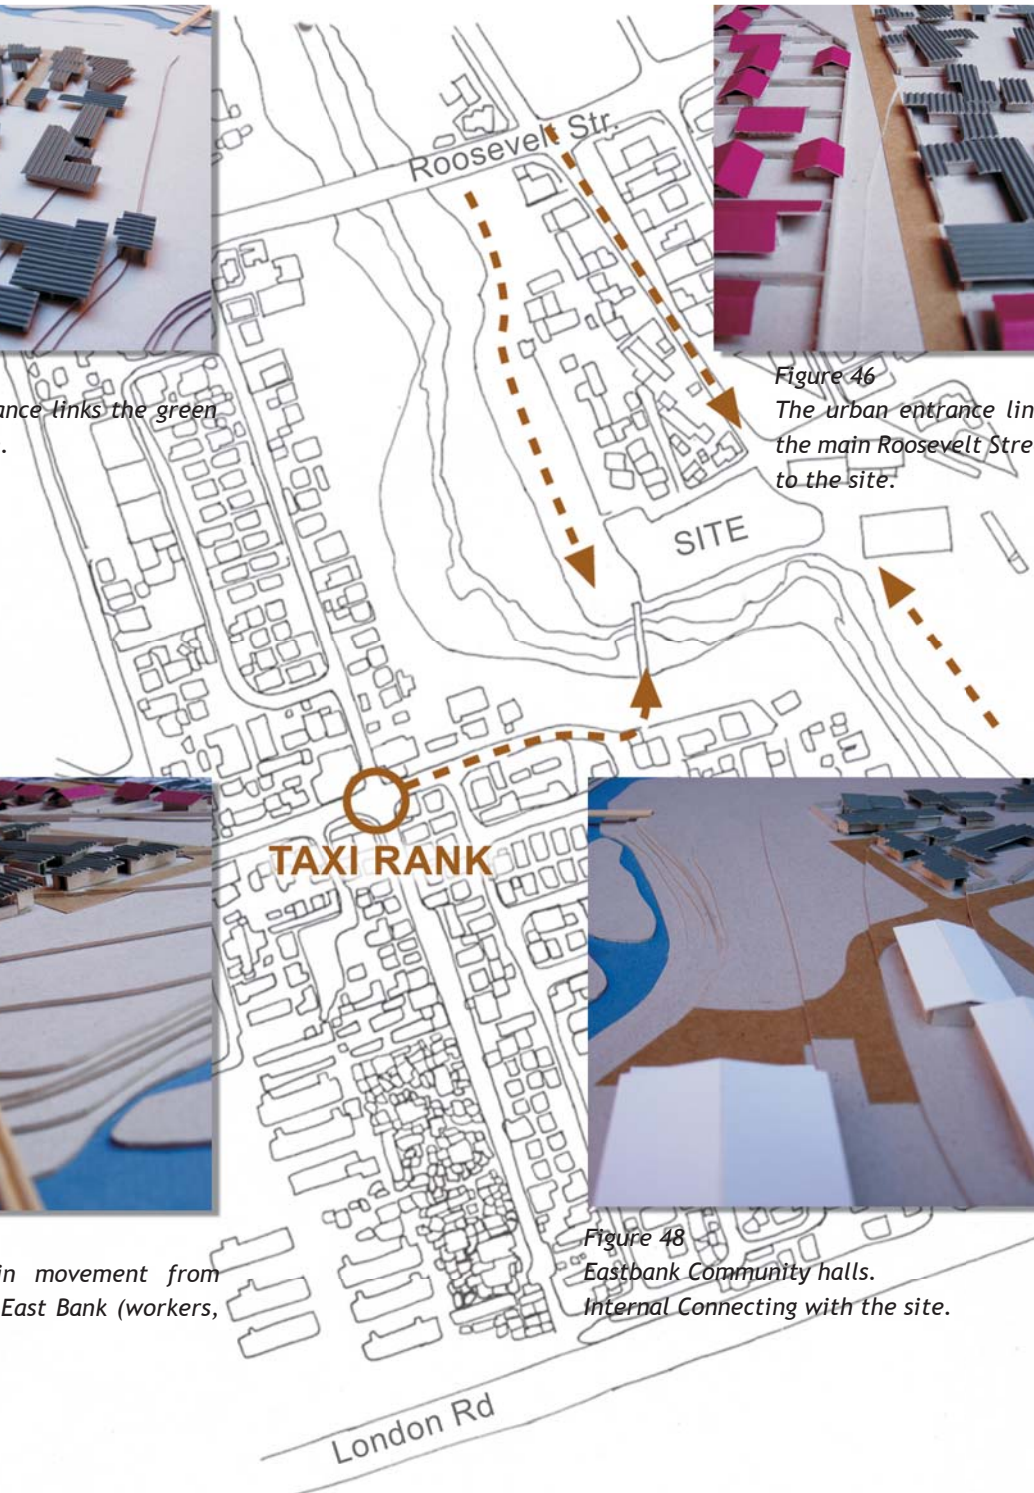 Roosevelt Str.
ance links the green
.
Figure 46
The urban entrance lin
the main Roosevelt Stre
to the site.
SITE
TAXI RANK
in movement from
East Bank (workers,
Figure 48
Eastbank Community halls.
Internal Connecting with the site.
London Rd